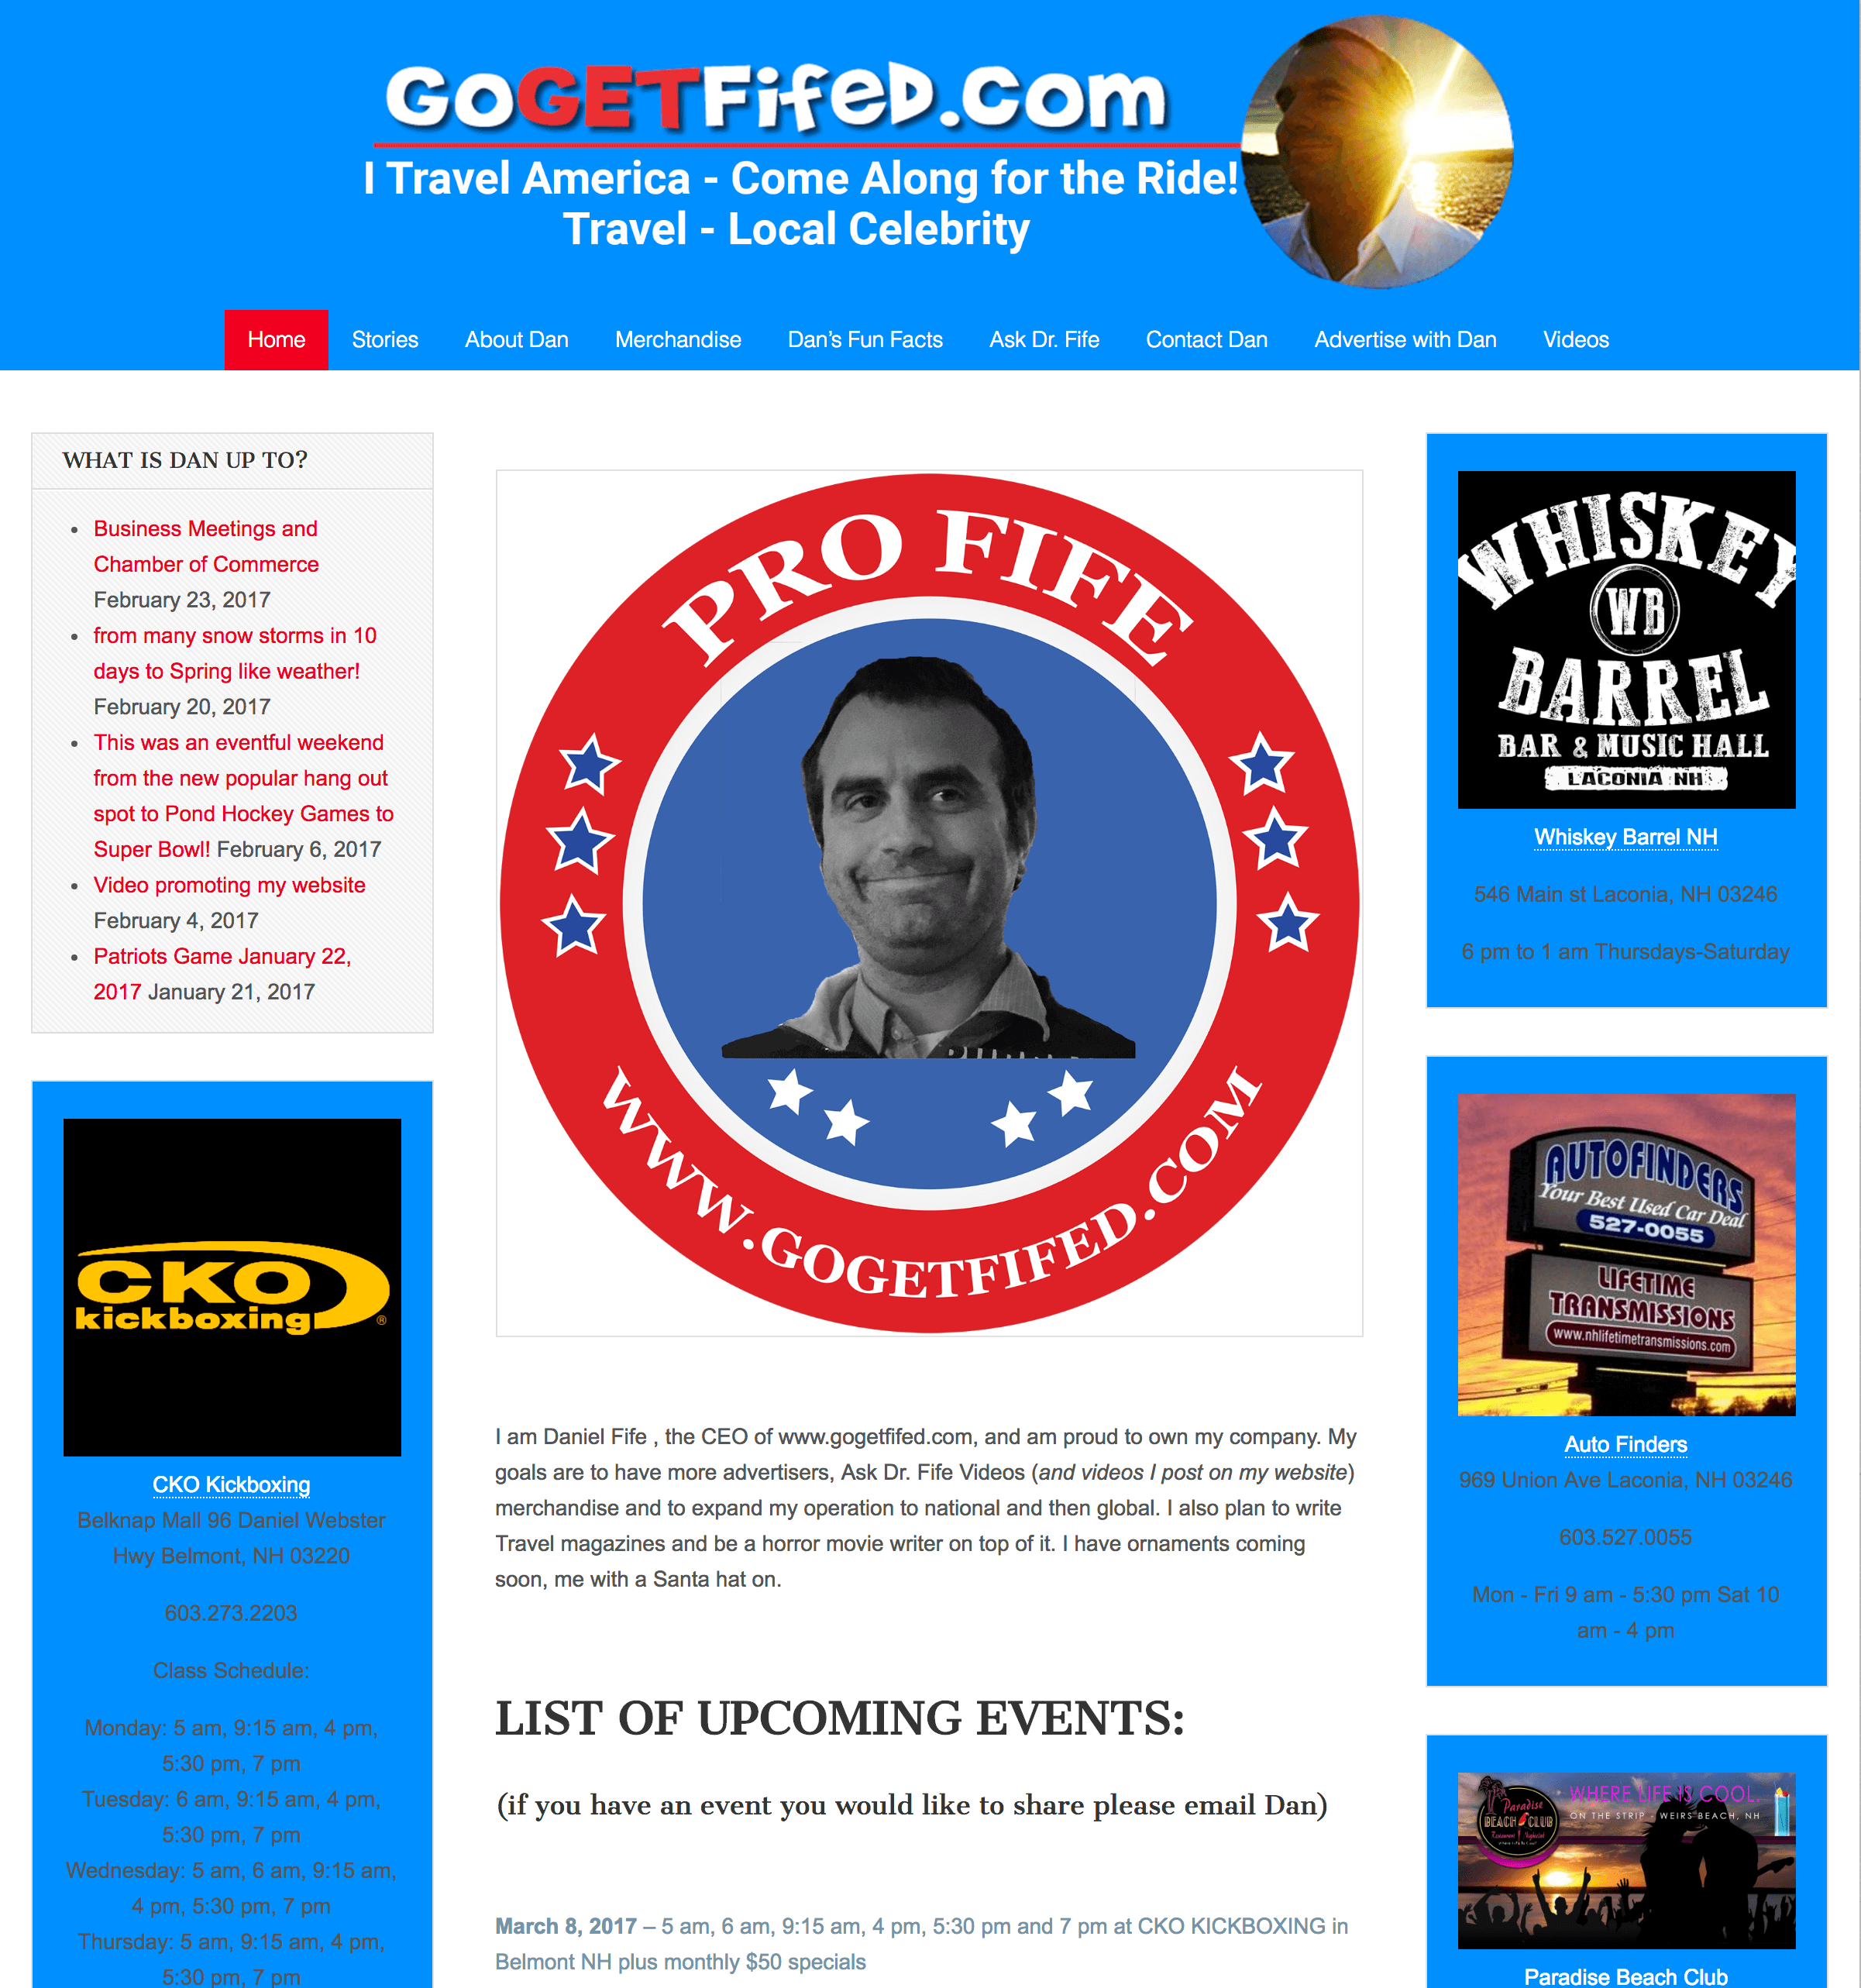 GoGETFifeD.Com
I Travel America - Come Along for the Ride!
Travel - Local Celebrity
Home
Stories
About Dan
Merchandise
Dan’s Fun Facts
Ask Dr. Fife
Contact Dan
Advertise with Dan
Videos
WHAT IS DAN UP TO?
Business Meetings and
Chamber of Commerce
February 23, 2017
from many snow storms in 10
days to Spring like weather!
February 20, 2017
This was an eventful weekend
from the new popular hang out
spot to Pond Hockey Games to
Super Bowl! February 6, 2017
Video promoting my website
February 4, 2017
Patriots Game January 22,
2017 January 21, 2017
CKO
kickboxing®
CKO Kickboxing
Belknap Mall 96 Daniel Webster
Hwy Belmont, NH 03220
603.273.2203
Class Schedule:
Monday: 5 am, 9:15 am, 4 pm,
5:30 pm, 7 pm
Tuesday: 6 am, 9:15 am, 4 pm,
5:30 pm, 7 pm
Wednesday: 5 am, 6 am, 9:15 am,
4 pm, 5:30 pm, 7 pm
Thursday: 5 am, 9:15 am, 4 pm,
5:30 pm, 7 pm
PRO FIFE
WWW.GOGETFIFED.COM
I am Daniel Fife , the CEO of www.gogetfifed.com, and am proud to own my company. My
goals are to have more advertisers, Ask Dr. Fife Videos (and videos I post on my website)
merchandise and to expand my operation to national and then global. I also plan to write
Travel magazines and be a horror movie writer on top of it. I have ornaments coming
soon, me with a Santa hat on.
LIST OF UPCOMING EVENTS:
(if you have an event you would like to share please email Dan)
March 8, 2017 – 5 am, 6 am, 9:15 am, 4 pm, 5:30 pm and 7 pm at CKO KICKBOXING in
Belmont NH plus monthly $50 specials
WHISKEY
WB
BARREL
BAR & MUSIC HALL
LACONIA NH
Whiskey Barrel NH
546 Main st Laconia, NH 03246
6 pm to 1 am Thursdays-Saturday
AUTOFINDERS
Your Best Used Car Deal
527-0055
LIFETIME
TRANSMISSIONS
www.nhlifetimetransmissions.com
Auto Finders
969 Union Ave Laconia, NH 03246
603.527.0055
Mon - Fri 9 am - 5:30 pm Sat 10
am - 4 pm
WHERE LIFE IS COOL.
ON THE STRIP - WEIRS BEACH, NH
Paradise
BEACH CLUB
Paradise Beach Club